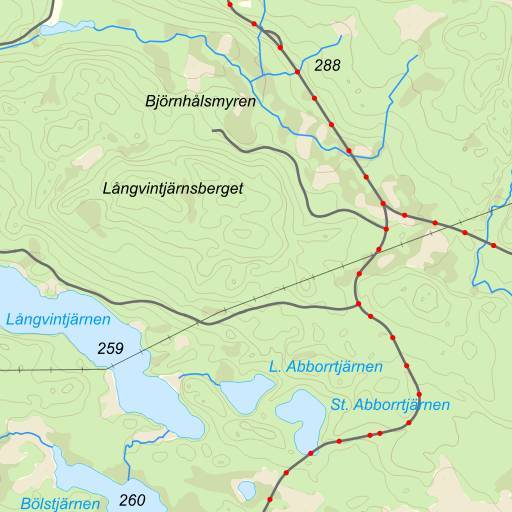 288
Björnhålsmyren
Långvintjärnsberget
Långvintjärnen
259
L. Abborrtjärnen
St. Abborrtjärnen
Bölstjärnen
260